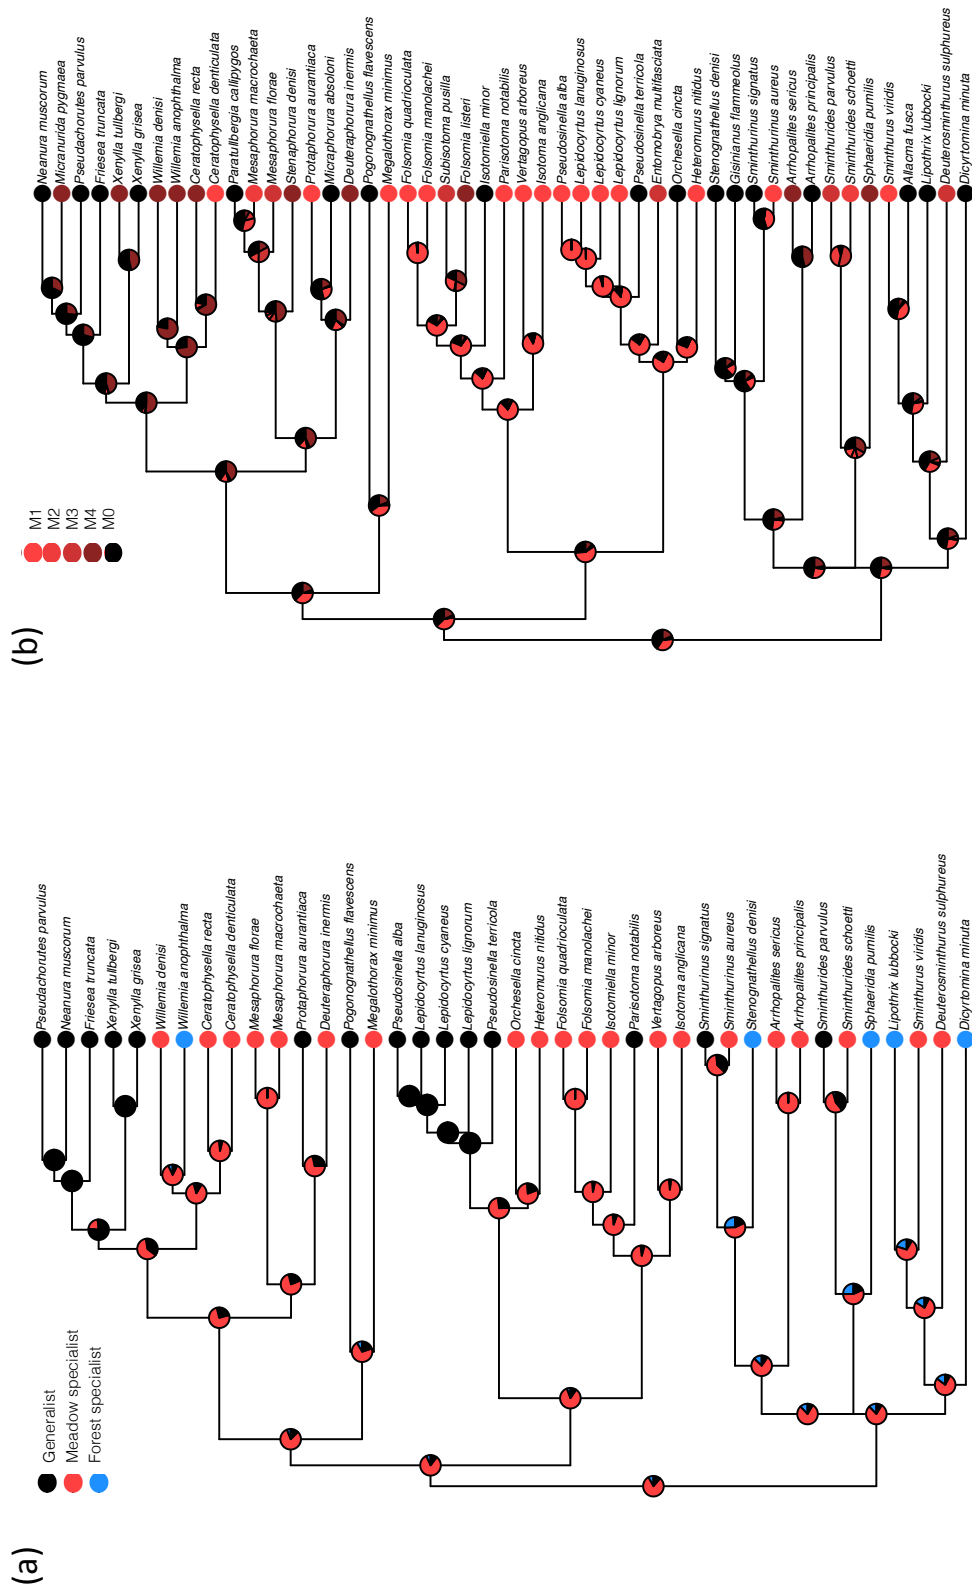 (a)
Generalist
Meadow specialist
Forest specialist
Pseudachorutes parvulus
Neanura muscorum
Friesea truncata
Xenylla tullbergi
Xenylla grisea
Willemia denisi
Willemia anophthalma
Ceratophysella recta
Ceratophysella denticulata
Mesaphorura florae
Mesaphorura macrochaeta
Protaphorura aurantiaca
Deuteraphorura inermis
Pogonognathellus flavescens
Megalothorax minimus
Pseudosinella alba
Lepidocyrtus lanuginosus
Lepidocyrtus cyaneus
Lepidocyrtus lignorum
Pseudosinella terricola
Orchesella cincta
Heteromurus nitidus
Folsomia quadrioculata
Folsomia manolachei
Isotomiella minor
Parisotoma notabilis
Vertagopus arboreus
Isotoma anglicana
Sminthurinus signatus
Sminthurinus aureus
Stenognathellus denisi
Arrhopalites sericus
Arrhopalites principalis
Sminthurides parvulus
Sminthurides schoetti
Sphaeridia pumilis
Lipothrix lubbocki
Sminthurus viridis
Deuterosminthurus sulphureus
Dicyrtomina minuta
(b)
M1
M2
M3
M4
M0
Neanura muscorum
Micranurida pygmaea
Pseudachorutes parvulus
Friesea truncata
Xenylla tullbergi
Xenylla grisea
Willemia denisi
Willemia anophthalma
Ceratophysella recta
Ceratophysella denticulata
Paratullbergia callipygos
Mesaphorura macrochaeta
Mesaphorura florae
Stenaphorura denisi
Protaphorura aurantiaca
Micraphorura absoloni
Deuteraphorura inermis
Pogonognathellus flavescens
Megalothorax minimus
Folsomia quadrioculata
Folsomia manolachei
Subisotoma pusilla
Folsomia listeri
Isotomiella minor
Parisotoma notabilis
Vertagopus arboreus
Isotoma anglicana
Pseudosinella alba
Lepidocyrtus lanuginosus
Lepidocyrtus cyaneus
Lepidocyrtus lignorum
Pseudosinella terricola
Entomobrya multifasciata
Orchesella cincta
Heteromurus nitidus
Stenognathellus denisi
Gisinianus flammeolus
Sminthurinus signatus
Sminthurinus aureus
Arrhopalites sericus
Arrhopalites principalis
Sminthurides parvulus
Sminthurides schoetti
Sphaeridia pumilis
Sminthurus viridis
Allacma fusca
Lipothrix lubbocki
Deuterosminthurus sulphureus
Dicyrtomina minuta